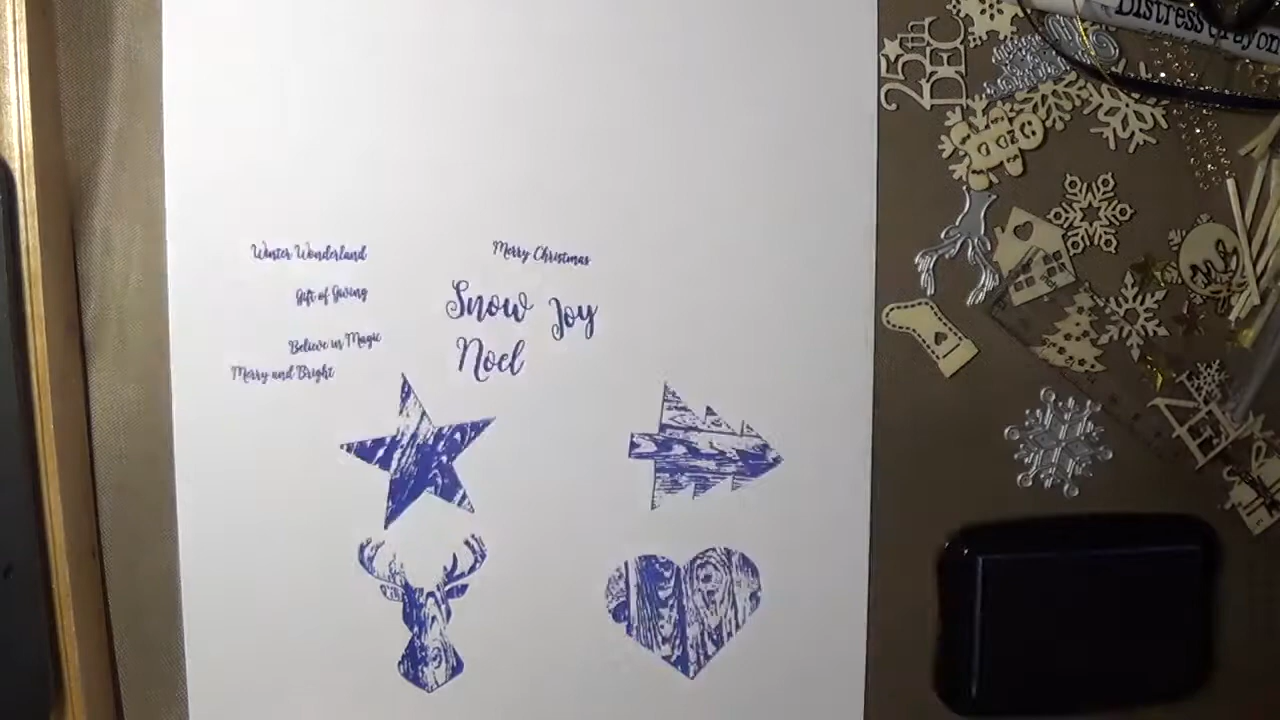 Winter Wonderland
Gift of Giving
Believe in Magic
Merry and Bright
Merry Christmas
Snow Joy
Noel
25th
DEC
Distress Crayon